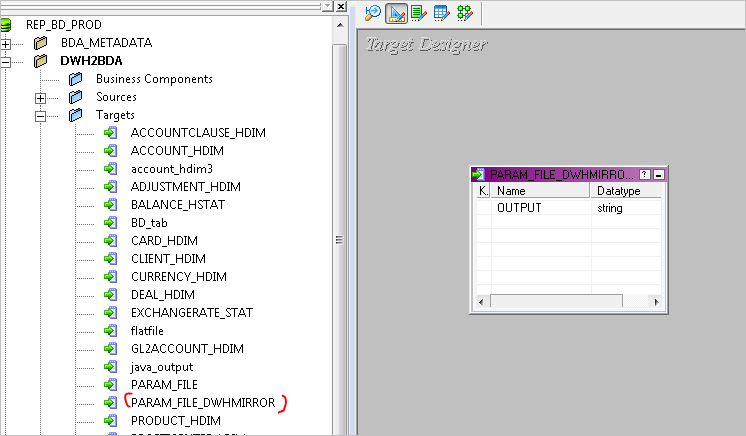 REP_BD_PROD
BDA_METADATA
DWH2BDA
Business Components
Sources
Targets
ACCOUNTCLAUSE_HDIM
ACCOUNT_HDIM
account_hdim3
ADJUSTMENT_HDIM
BALANCE_HSTAT
BD_tab
CARD_HDIM
CLIENT_HDIM
CURRENCY_HDIM
DEAL_HDIM
EXCHANGERATE_STAT
flatfile
GL2ACCOUNT_HDIM
java_output
PARAM_FILE
PARAM_FILE_DWHMIRROR
PRODUCT_HDIM
Target Designer
PARAM_FILE_DWHMIRRO...
K. Name Datatype
OUTPUT string